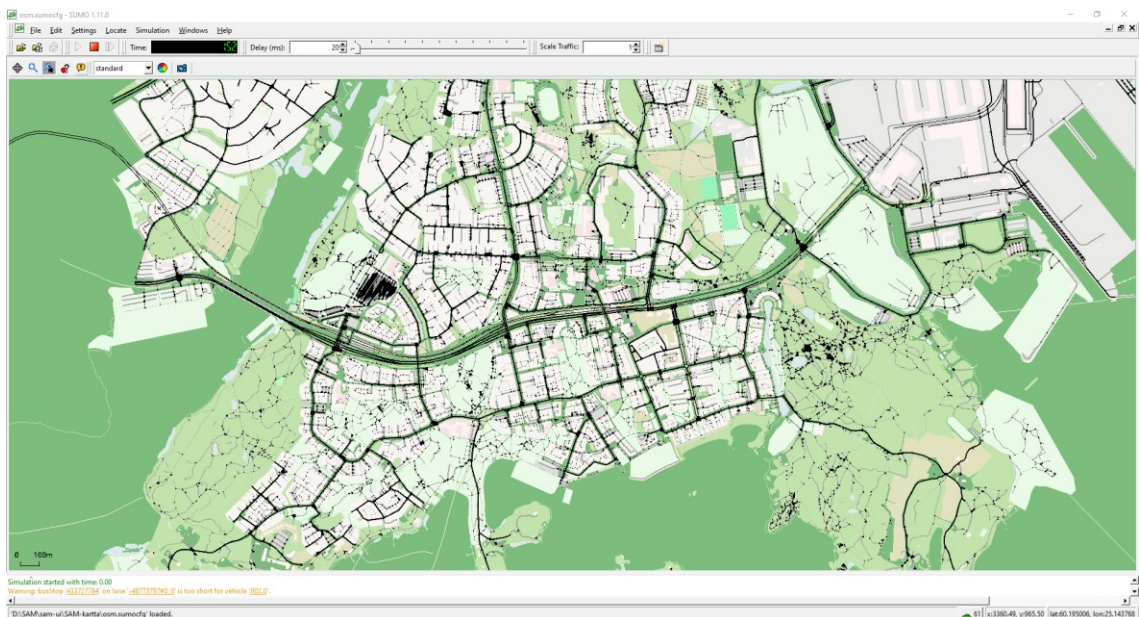 osm.sumocfg - SUMO 1.11.0
File Edit Settings Locate Simulation Windows Help
Time: 152 Delay (ms): 20 Scale Traffic: 1
standard
0 100m
Simulation started with time: 0.00
Warning: busStop '433727784' on lane '-48773797#0_0' is too short for vehicle
'D:\SAM\sam-ui\SAM-kartta\osm.sumocfg' loaded.
61 x:3360.49, y:965.50 lat:60.195006, lon:25.143768